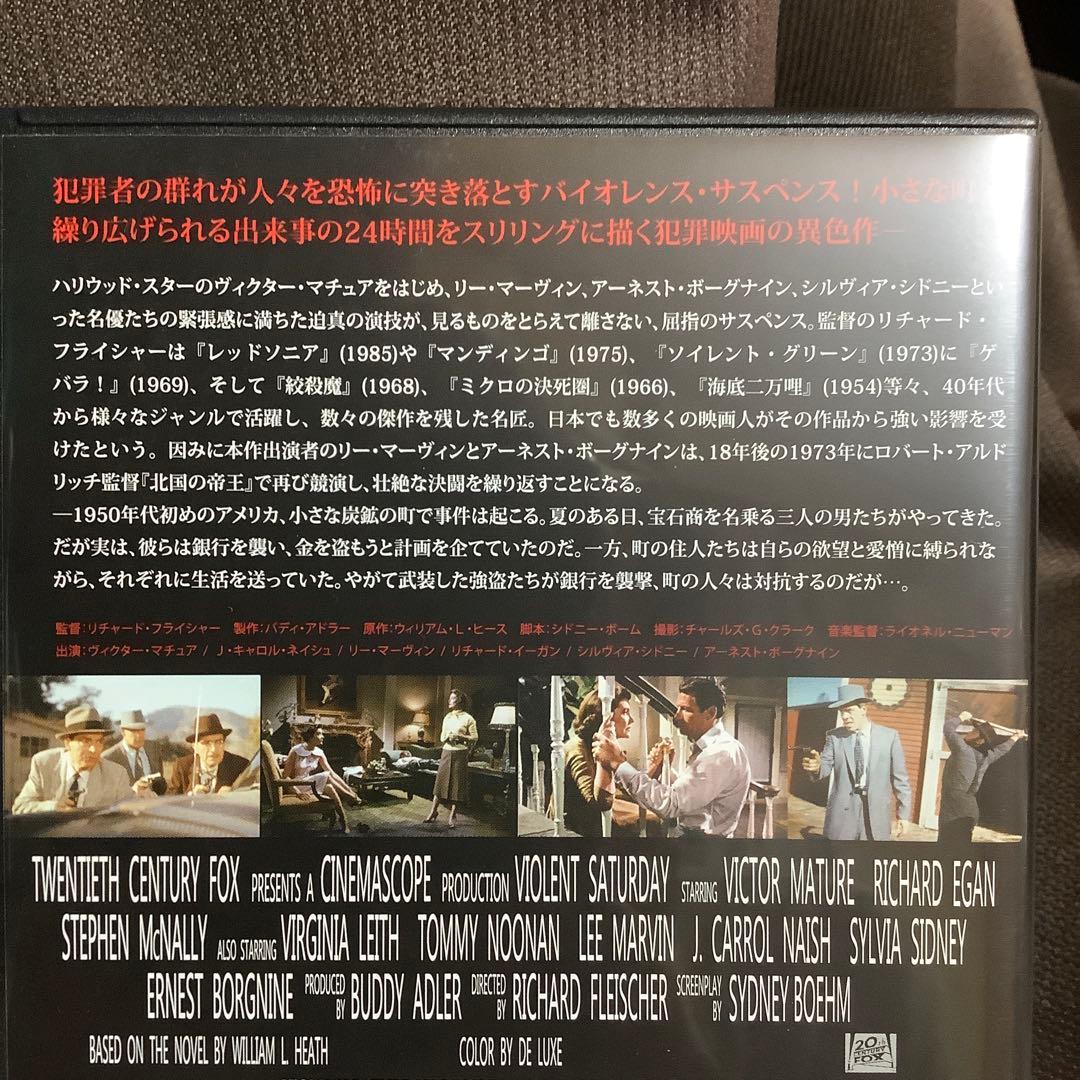 犯罪者の群れが人々を恐怖に突き落とすバイオレンス・サスペンス！小さな町
繰り広げられる出来事の24時間をスリリングに描く犯罪映画の異色作―
ハリウッド・スターのヴィクター・マチュアをはじめ、リー・マーヴィン、アーネスト・ボーグナイン、シルヴィア・シドニーとい
った名優たちの緊張感に満ちた迫真の演技が、見るものをとらえて離さない、屈指のサスペンス。監督のリチャード・
フライシャーは『レッドソニア』(1985)や『マンディンゴ』(1975)、『ソイレント・グリーン』(1973)に『ゲ
バラ！』(1969)、そして『絞殺魔』(1968)、『ミクロの決死圏』(1966)、『海底二万哩』(1954)等々、40年代
から様々なジャンルで活躍し、数々の傑作を残した名匠。日本でも数多くの映画人がその作品から強い影響を受
けたという。因みに本作出演者のリー・マーヴィンとアーネスト・ボーグナインは、18年後の1973年にロバート・アルド
リッチ監督『北国の帝王』で再び競演し、壮絶な決闘を繰り返すことになる。
―1950年代初めのアメリカ、小さな炭鉱の町で事件は起こる。夏のある日、宝石商を名乗る三人の男たちがやってきた。
だが実は、彼らは銀行を襲い、金を盗もうと計画を企てていたのだ。一方、町の住人たちは自らの欲望と愛憎に縛られな
がら、それぞれに生活を送っていた。やがて武装した強盗たちが銀行を襲撃、町の人々は対抗するのだが…。
監督：リチャード・フライシャー 製作：バディ・アドラー 原作：ウィリアム・L・ヒース 脚本：シドニー・ボーム 撮影：チャールズ・G・クラーク 音楽監督：ライオネル・ニューマン
出演：ヴィクター・マチュア / J・キャロル・ネイシュ / リー・マーヴィン / リチャード・イーガン / シルヴィア・シドニー / アーネスト・ボーグナイン
TWENTIETH CENTURY FOX PRESENTS A CINEMASCOPE PRODUCTION VIOLENT SATURDAY STARRING VICTOR MATURE RICHARD EGAN
STEPHEN McNALLY ALSO STARRING VIRGINIA LEITH TOMMY NOONAN LEE MARVIN J. CARROL NAISH SYLVIA SIDNEY
ERNEST BORGNINE PRODUCED BY BUDDY ADLER DIRECTED BY RICHARD FLEISCHER SCREENPLAY BY SYDNEY BOEHM
BASED ON THE NOVEL BY WILLIAM L. HEATH COLOR BY DE LUXE
20th CENTURY FOX